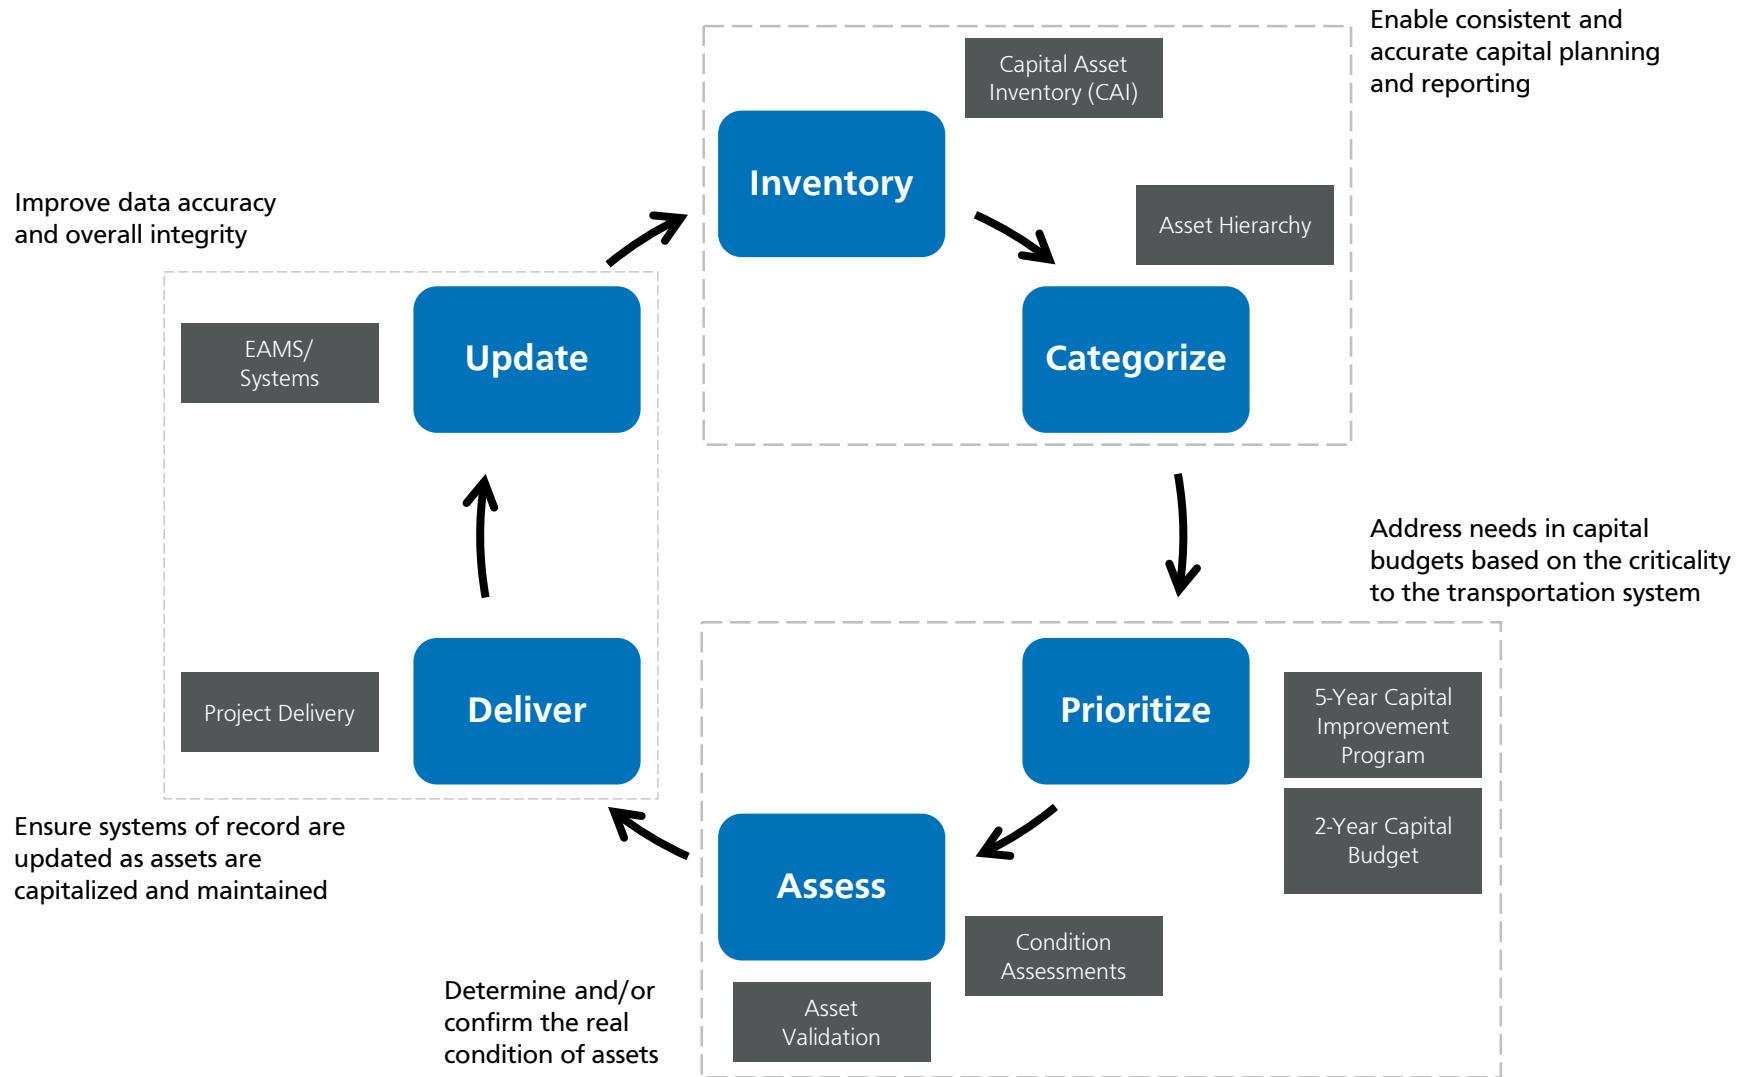 Enable consistent and
accurate capital planning
and reporting
Capital Asset
Inventory (CAI)
Inventory
Asset Hierarchy
Categorize
Improve data accuracy
and overall integrity
EAMS/
Systems
Update
Address needs in capital
budgets based on the criticality
to the transportation system
Prioritize
5-Year Capital
Improvement
Program
2-Year Capital
Budget
Project Delivery
Deliver
Ensure systems of record are
updated as assets are
capitalized and maintained
Assess
Condition
Assessments
Asset
Validation
Determine and/or
confirm the real
condition of assets